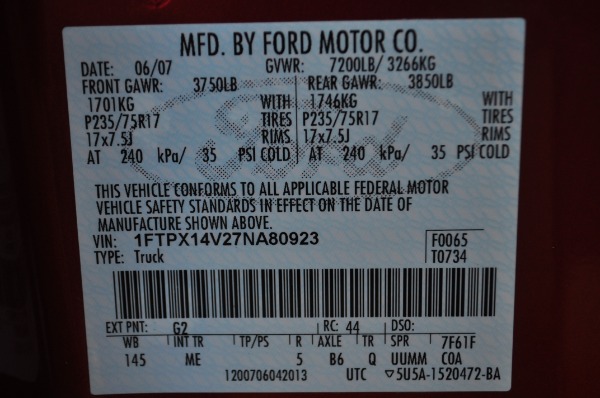 MFD. BY FORD MOTOR CO.
DATE: 06/07 GVWR: 7200LB/ 3266KG
FRONT GAWR: 3750LB REAR GAWR: 3850LB
1701KG WITH 1746KG WITH
P235/75R17 TIRES P235/75R17 TIRES
17x7.5J RIMS 17x7.5J RIMS
AT 240 kPa/ 35 PSI COLD AT 240 kPa/ 35 PSI COLD
Ford
THIS VEHICLE CONFORMS TO ALL APPLICABLE FEDERAL MOTOR
VEHICLE SAFETY STANDARDS IN EFFECT ON THE DATE OF
MANUFACTURE SHOWN ABOVE.
VIN: 1FTPX14V27NA80923 F0065
TYPE: Truck T0734
EXT PNT: G2 RC: 44 DSO:
WB INT TR TP/PS R AXLE TR SPR 7F61F
145 ME 5 B6 Q UUMM COA
1200706042013 UTC ▽5U5A-1520472-BA